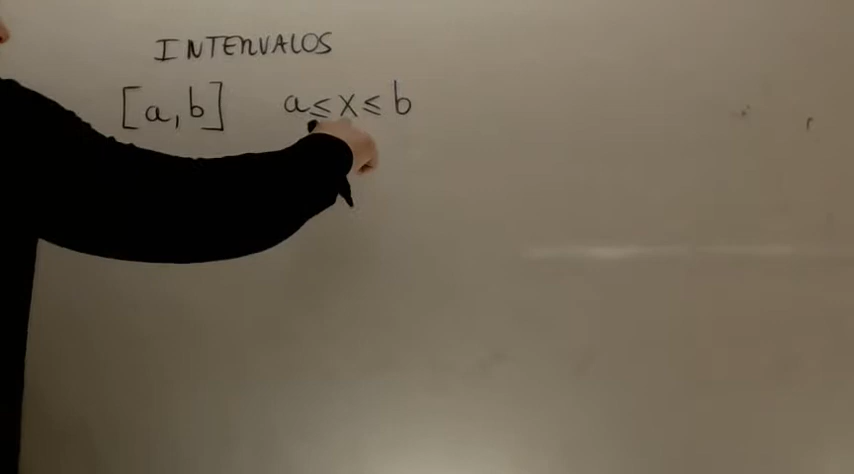 INTERVALOS
[a, b] a ≤ x ≤ b